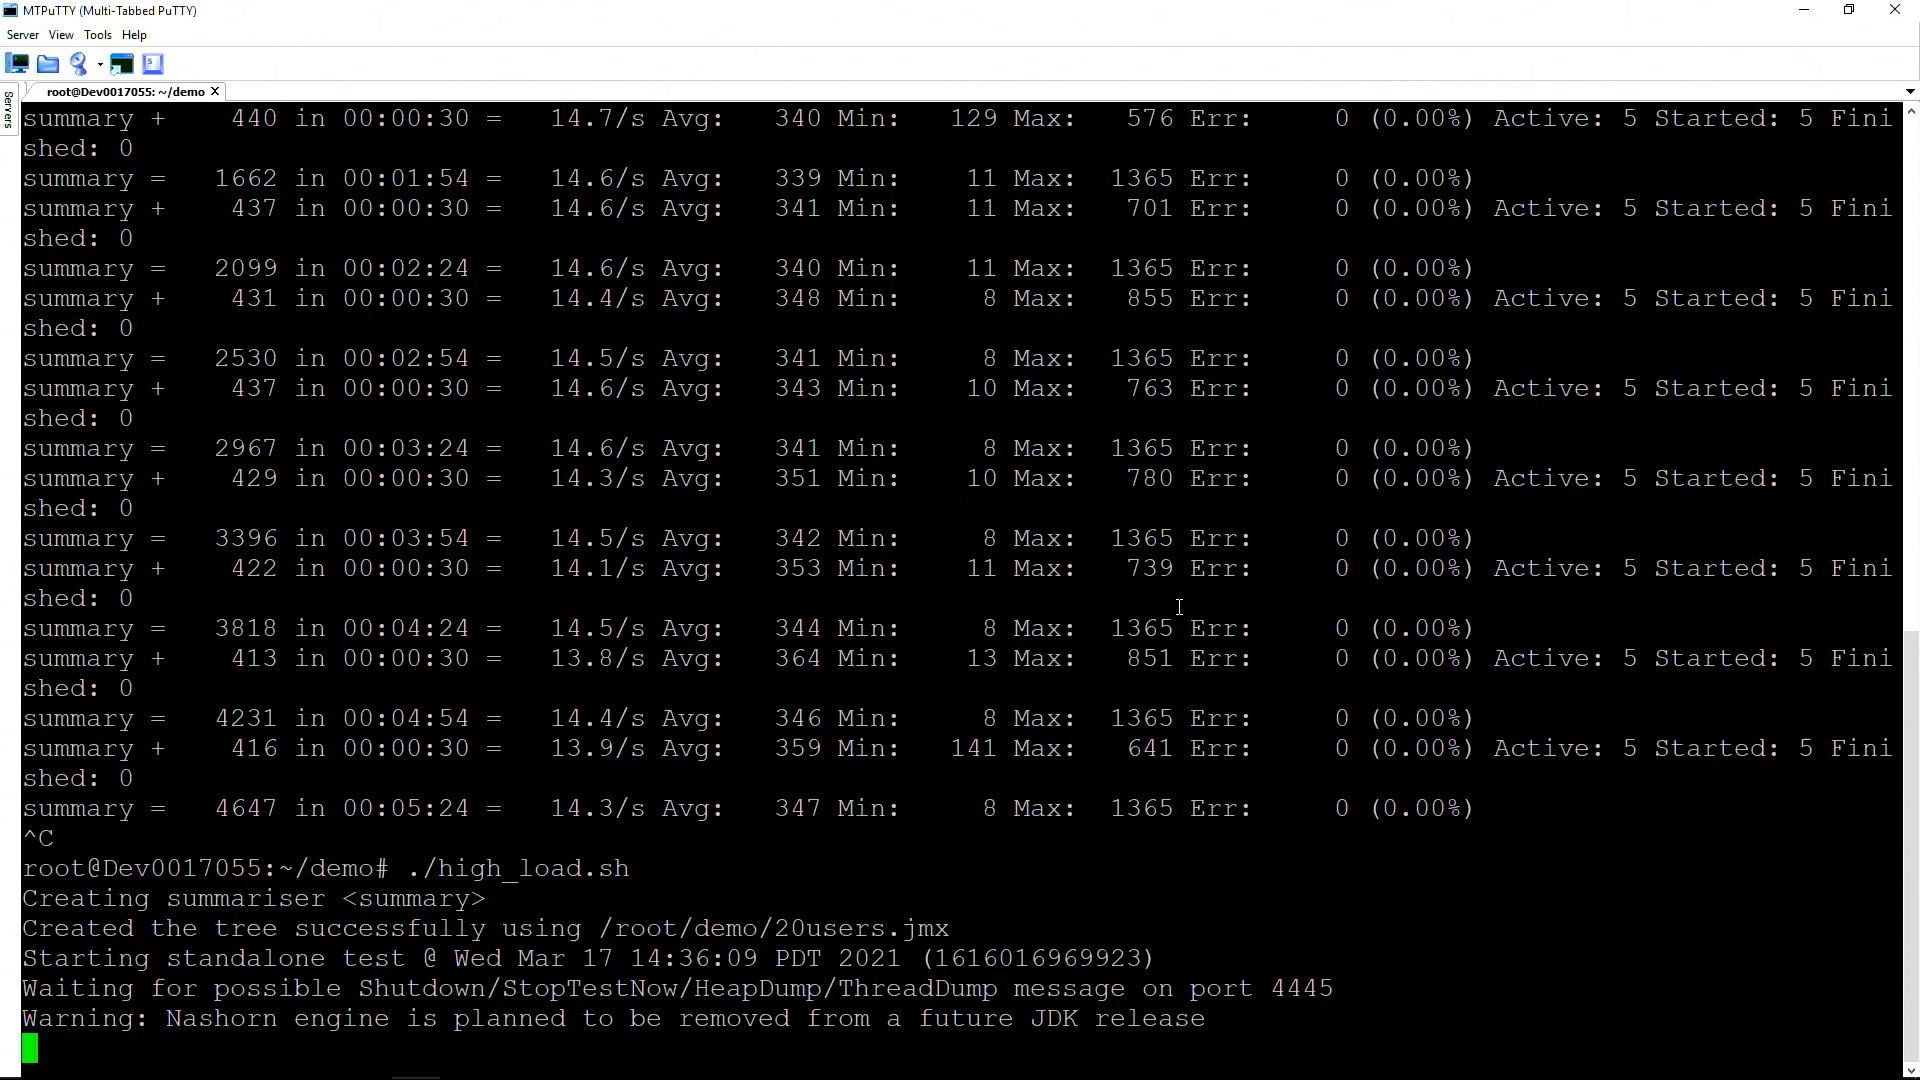 MTPuTTY (Multi-Tabbed PuTTY)
Server View Tools Help
root@Dev0017055: ~/demo X
Servers
summary + 440 in 00:00:30 = 14.7/s Avg: 340 Min: 129 Max: 576 Err: 0 (0.00%) Active: 5 Started: 5 Fini
shed: 0
summary = 1662 in 00:01:54 = 14.6/s Avg: 339 Min: 11 Max: 1365 Err: 0 (0.00%)
summary + 437 in 00:00:30 = 14.6/s Avg: 341 Min: 11 Max: 701 Err: 0 (0.00%) Active: 5 Started: 5 Fini
shed: 0
summary = 2099 in 00:02:24 = 14.6/s Avg: 340 Min: 11 Max: 1365 Err: 0 (0.00%)
summary + 431 in 00:00:30 = 14.4/s Avg: 348 Min: 8 Max: 855 Err: 0 (0.00%) Active: 5 Started: 5 Fini
shed: 0
summary = 2530 in 00:02:54 = 14.5/s Avg: 341 Min: 8 Max: 1365 Err: 0 (0.00%)
summary + 437 in 00:00:30 = 14.6/s Avg: 343 Min: 10 Max: 763 Err: 0 (0.00%) Active: 5 Started: 5 Fini
shed: 0
summary = 2967 in 00:03:24 = 14.6/s Avg: 341 Min: 8 Max: 1365 Err: 0 (0.00%)
summary + 429 in 00:00:30 = 14.3/s Avg: 351 Min: 10 Max: 780 Err: 0 (0.00%) Active: 5 Started: 5 Fini
shed: 0
summary = 3396 in 00:03:54 = 14.5/s Avg: 342 Min: 8 Max: 1365 Err: 0 (0.00%)
summary + 422 in 00:00:30 = 14.1/s Avg: 353 Min: 11 Max: 739 Err: 0 (0.00%) Active: 5 Started: 5 Fini
shed: 0
summary = 3818 in 00:04:24 = 14.5/s Avg: 344 Min: 8 Max: 1365 Err: 0 (0.00%)
summary + 413 in 00:00:30 = 13.8/s Avg: 364 Min: 13 Max: 851 Err: 0 (0.00%) Active: 5 Started: 5 Fini
shed: 0
summary = 4231 in 00:04:54 = 14.4/s Avg: 346 Min: 8 Max: 1365 Err: 0 (0.00%)
summary + 416 in 00:00:30 = 13.9/s Avg: 359 Min: 141 Max: 641 Err: 0 (0.00%) Active: 5 Started: 5 Fini
shed: 0
summary = 4647 in 00:05:24 = 14.3/s Avg: 347 Min: 8 Max: 1365 Err: 0 (0.00%)
^C
root@Dev0017055:~/demo# ./high_load.sh
Creating summariser <summary>
Created the tree successfully using /root/demo/20users.jmx
Starting standalone test @ Wed Mar 17 14:36:09 PDT 2021 (1616016969923)
Waiting for possible Shutdown/StopTestNow/HeapDump/ThreadDump message on port 4445
Warning: Nashorn engine is planned to be removed from a future JDK release